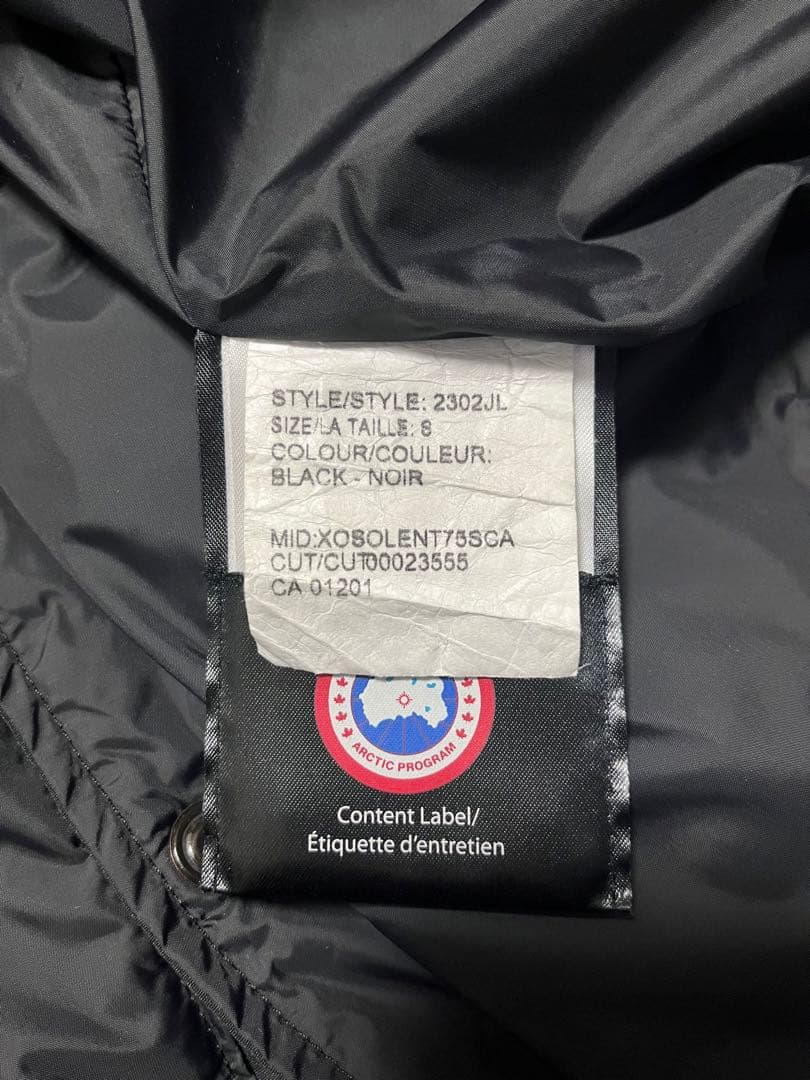 STYLE/STYLE: 2302JL
SIZE/LA TAILLE: S
COLOUR/COULEUR:
BLACK - NOIR
MID:XOSOLENT75SCA
CUT/CUT00023555
CA 01201
ARCTIC PROGRAM
Content Label/
Étiquette d'entretien